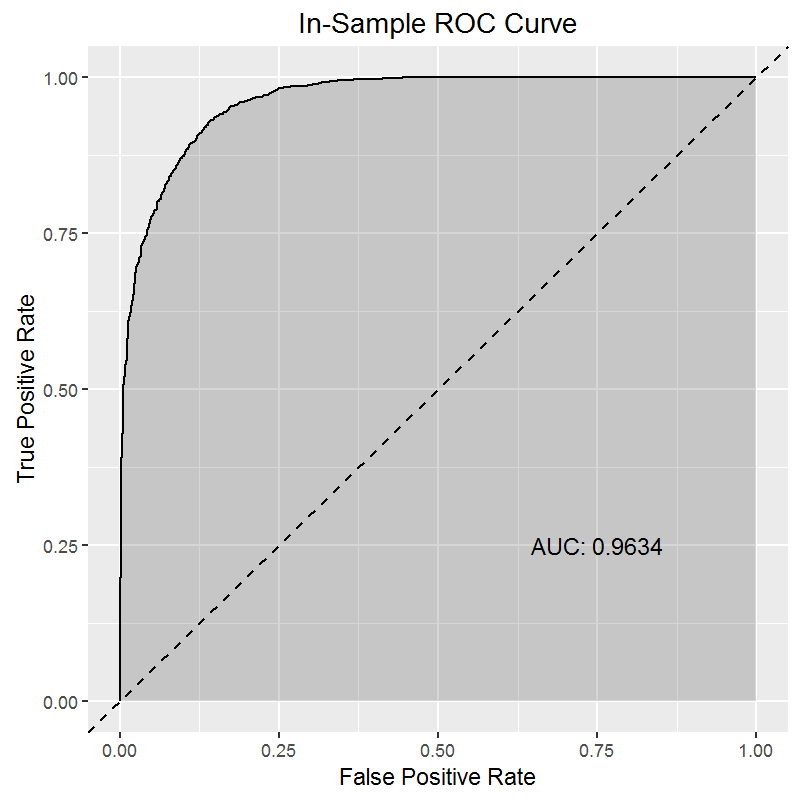 In-Sample ROC Curve
True Positive Rate
1.00
0.75
0.50
0.25
0.00
AUC: 0.9634
0.00 0.25 0.50 0.75 1.00
False Positive Rate